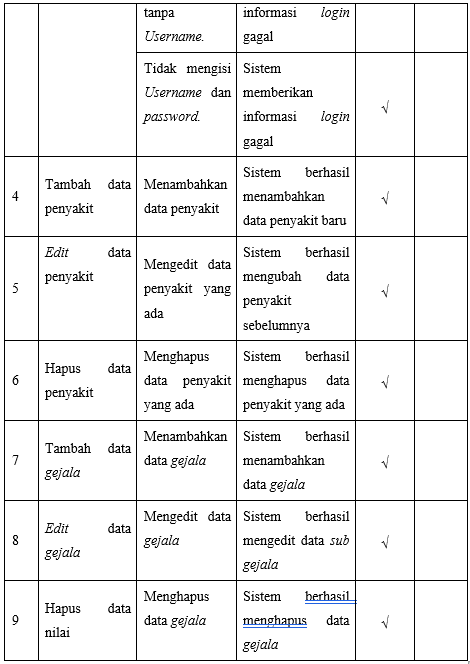 tanpa Username.
informasi login gagal
Tidak mengisi Username dan password.
Sistem memberikan informasi login gagal
√
4
Tambah data penyakit
Menambahkan data penyakit
Sistem berhasil menambahkan data penyakit baru
√
5
Edit data penyakit
Mengedit data penyakit yang ada
Sistem berhasil mengubah data penyakit sebelumnya
√
6
Hapus data penyakit
Menghapus data penyakit yang ada
Sistem berhasil menghapus data penyakit yang ada
√
7
Tambah data gejala
Menambahkan data gejala
Sistem berhasil menambahkan data gejala
√
8
Edit data gejala
Mengedit data gejala
Sistem berhasil mengedit data sub gejala
√
9
Hapus data nilai
Menghapus data gejala
Sistem berhasil menghapus data gejala
√